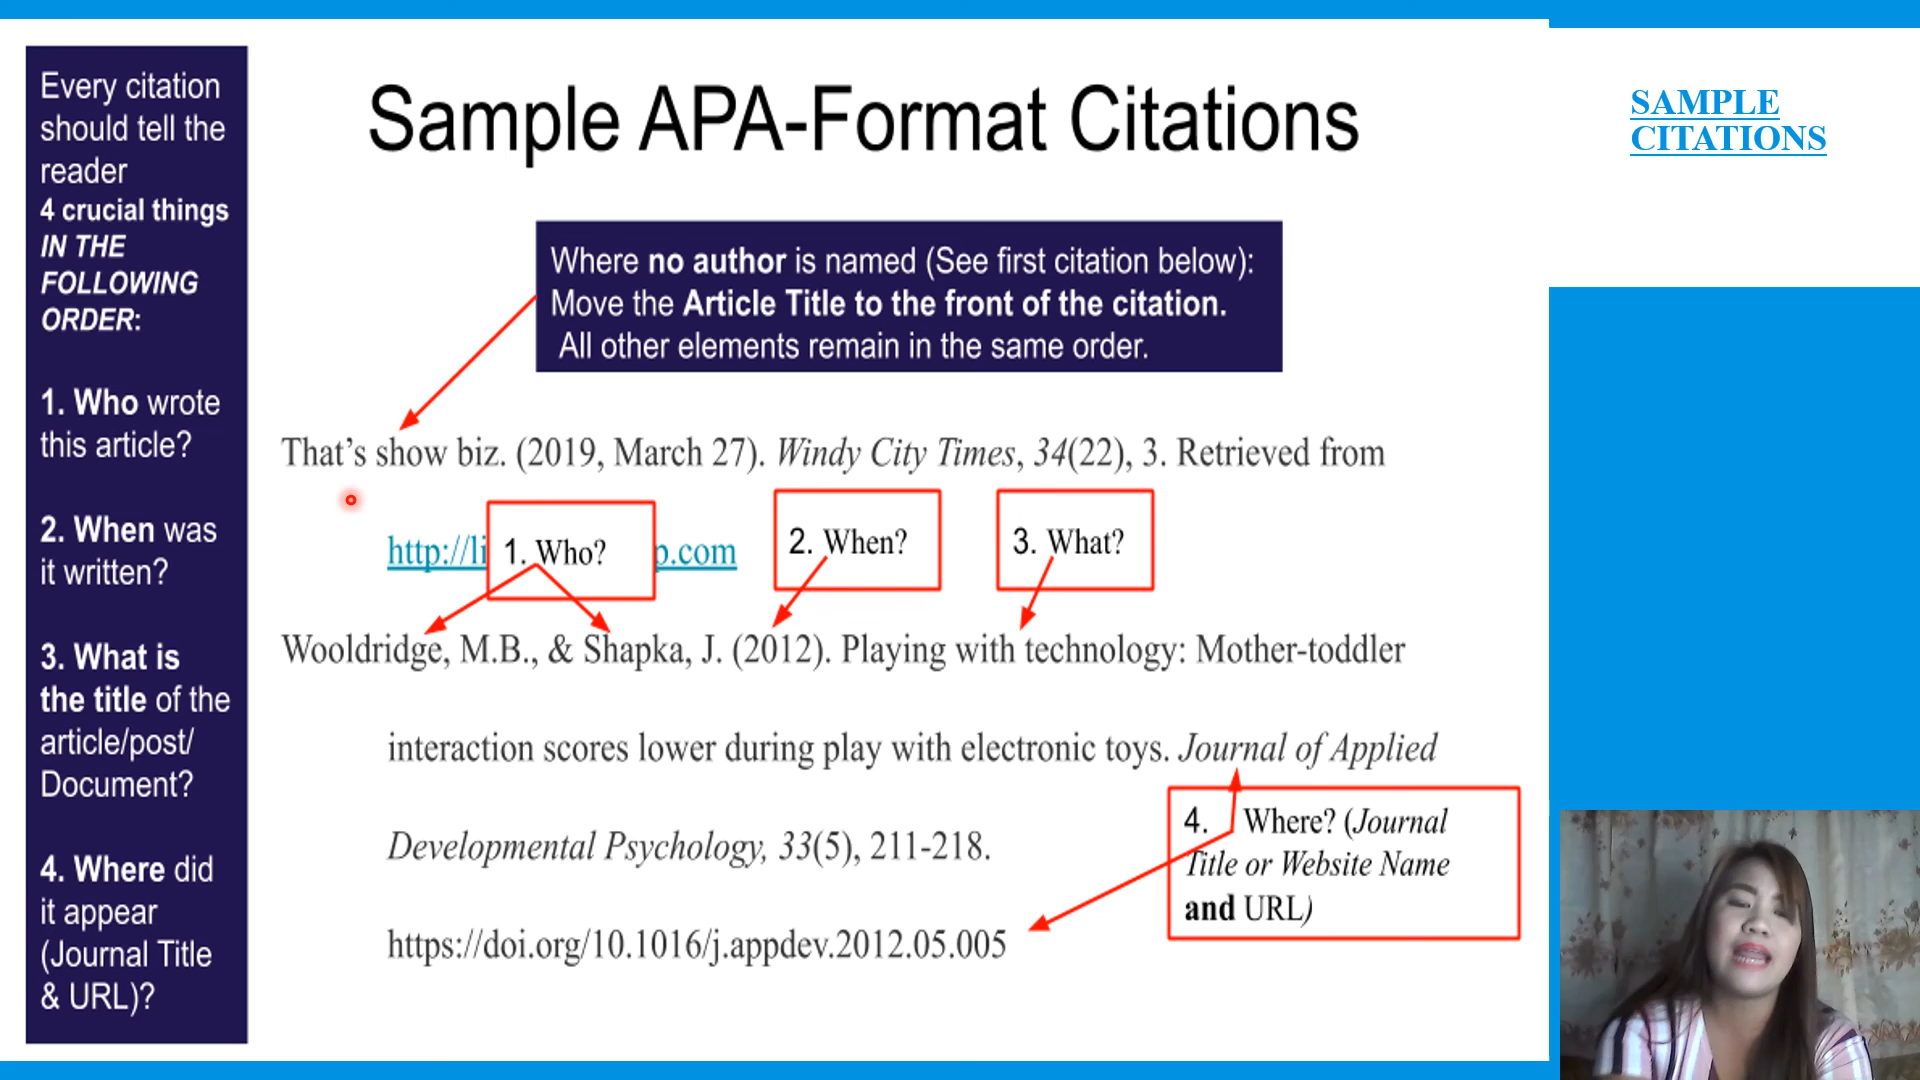 Every citation
should tell the
reader
4 crucial things
IN THE
FOLLOWING
ORDER:
1. Who wrote
this article?
2. When was
it written?
3. What is
the title of the
article/post/
Document?
4. Where did
it appear
(Journal Title
& URL)?
Sample APA-Format Citations
Where no author is named (See first citation below):
Move the Article Title to the front of the citation.
All other elements remain in the same order.
That’s show biz. (2019, March 27). Windy City Times, 34(22), 3. Retrieved from
http://li
p.com
1. Who?
2. When?
3. What?
Wooldridge, M.B., & Shapka, J. (2012). Playing with technology: Mother-toddler
interaction scores lower during play with electronic toys. Journal of Applied
Developmental Psychology, 33(5), 211-218.
https://doi.org/10.1016/j.appdev.2012.05.005
4. Where? (Journal
Title or Website Name
and URL)
SAMPLE
CITATIONS